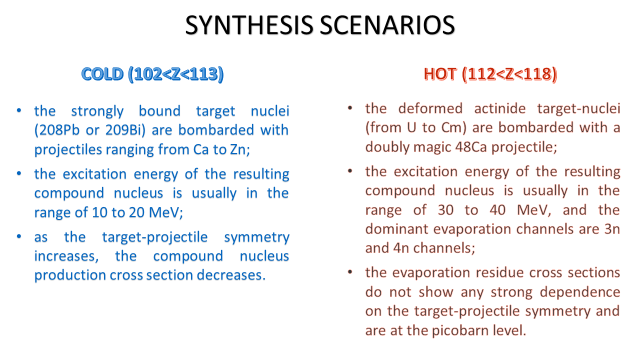 SYNTHESIS SCENARIOS
COLD (102<Z<113)
• the strongly bound target nuclei
(208Pb or 209Bi) are bombarded with
projectiles ranging from Ca to Zn;
• the excitation energy of the resulting
compound nucleus is usually in the
range of 10 to 20 MeV;
• as the target-projectile symmetry
increases, the compound nucleus
production cross section decreases.
HOT (112<Z<118)
• the deformed actinide target-nuclei
(from U to Cm) are bombarded with a
doubly magic 48Ca projectile;
• the excitation energy of the resulting
compound nucleus is usually in the
range of 30 to 40 MeV, and the
dominant evaporation channels are 3n
and 4n channels;
• the evaporation residue cross sections
do not show any strong dependence
on the target-projectile symmetry and
are at the picobarn level.